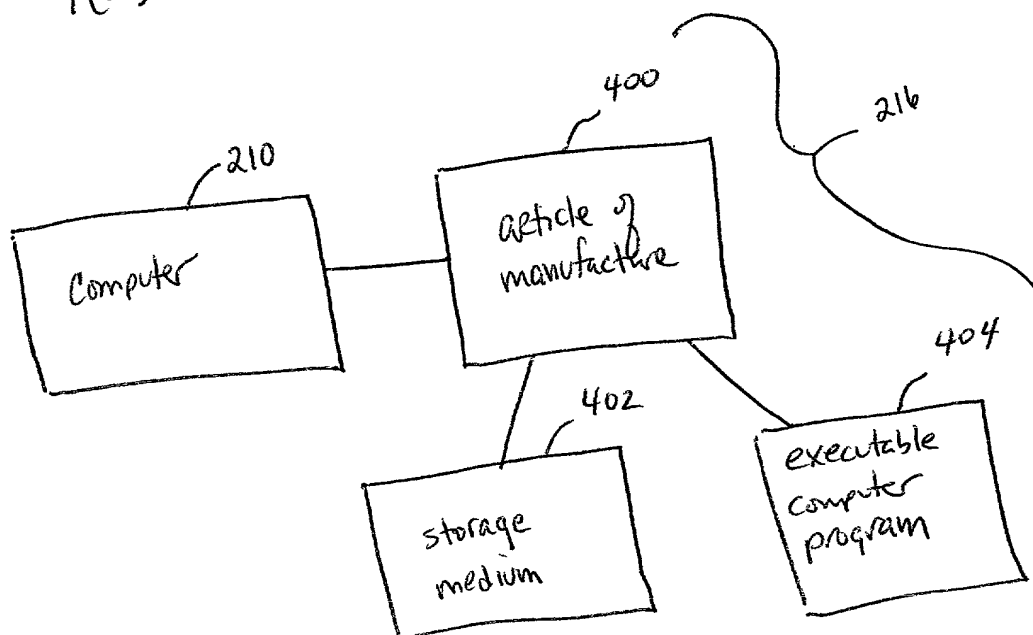 400
216
210
article of
manufacture
Computer
404
402
executable
computer
program
storage
medium